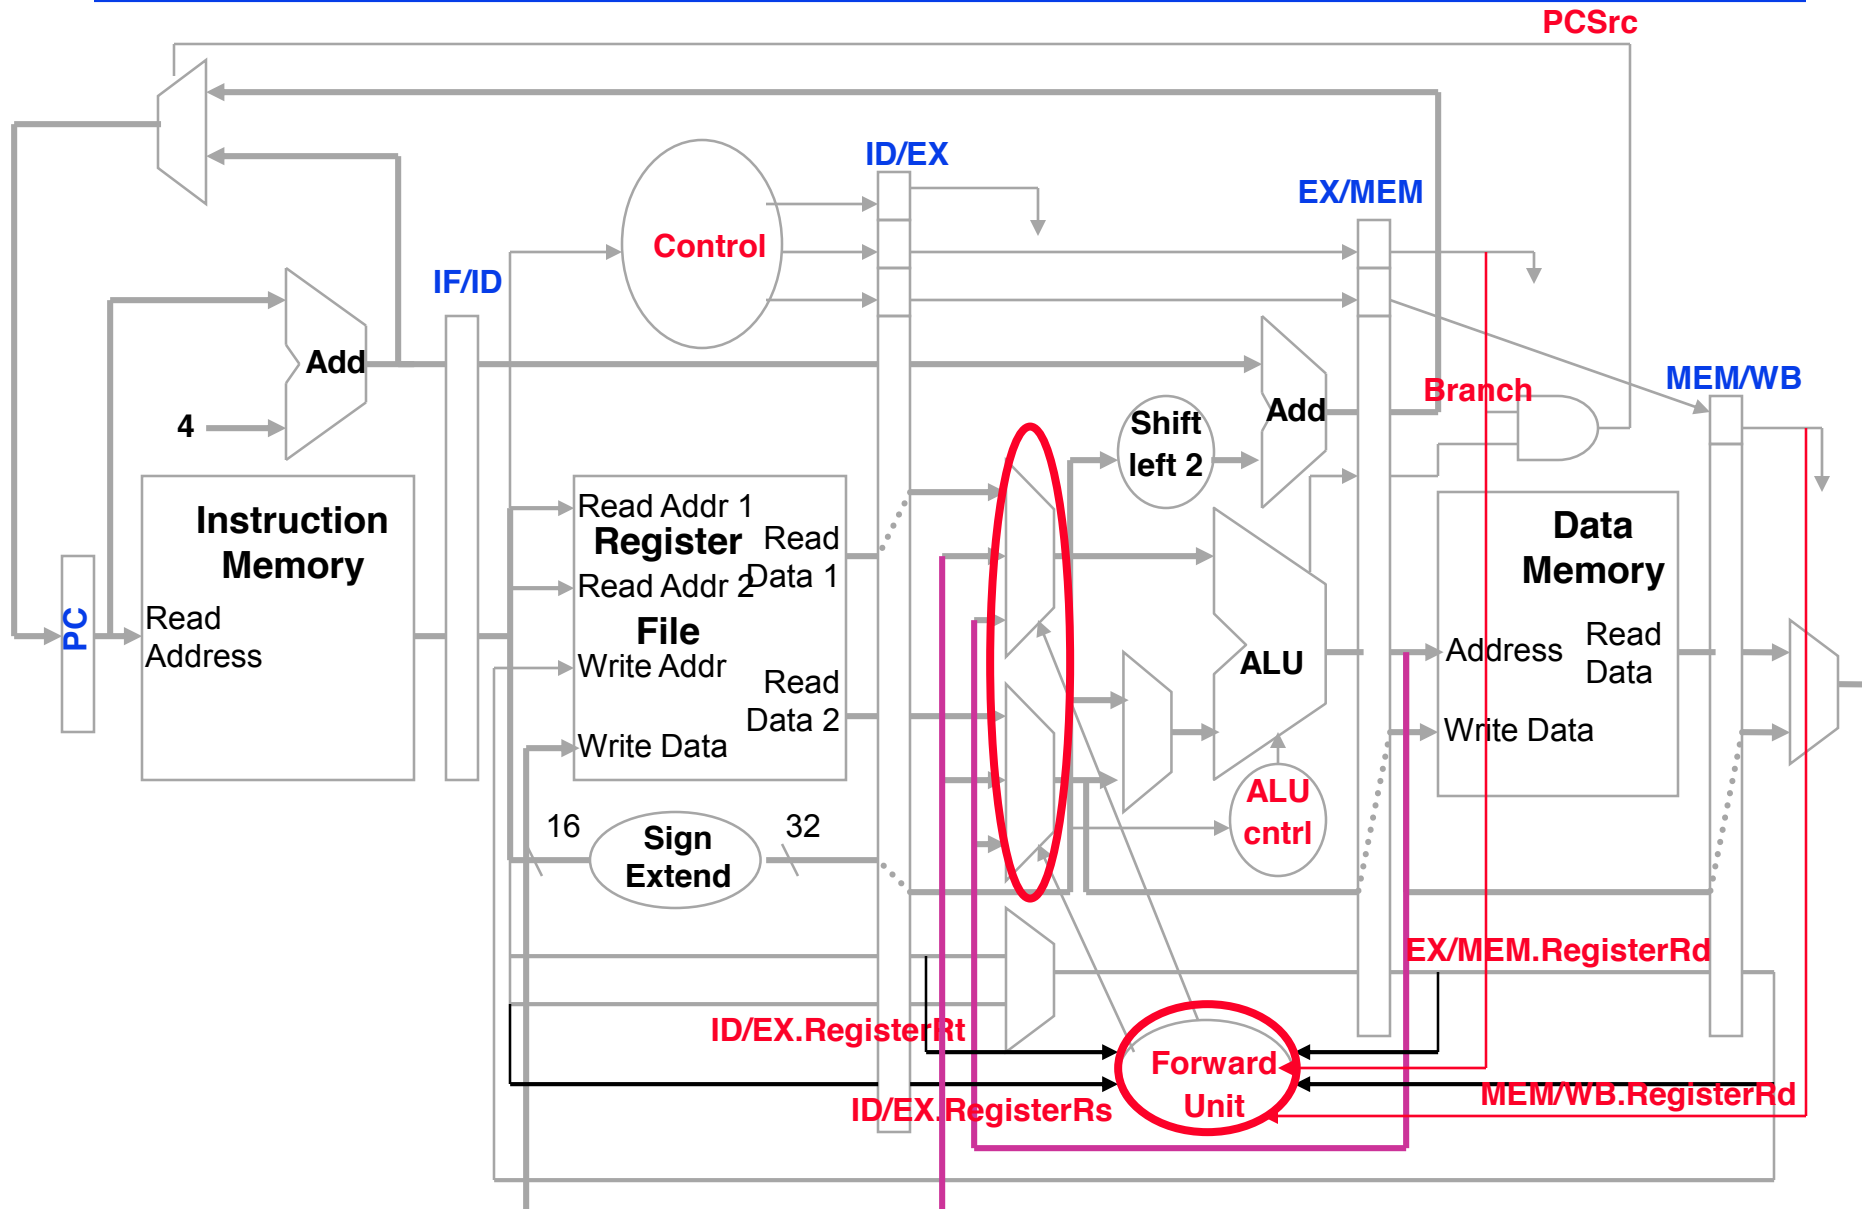 PCSrc
ID/EX
EX/MEM
Control
IF/ID
Add
MEM/WB
Branch
4
Shift
left 2
Add
Instruction
Memory
Read Addr 1
Register
Read
Data 1
Read Addr 2
File
Write Addr
Read
Data 2
Write Data
PC
Read
Address
ALU
Data
Memory
Address
Read
Data
Write Data
16
Sign
Extend
32
ALU
cntrl
EX/MEM.RegisterRd
ID/EX.RegisterRt
Forward
Unit
ID/EX.RegisterRs
MEM/WB.RegisterRd